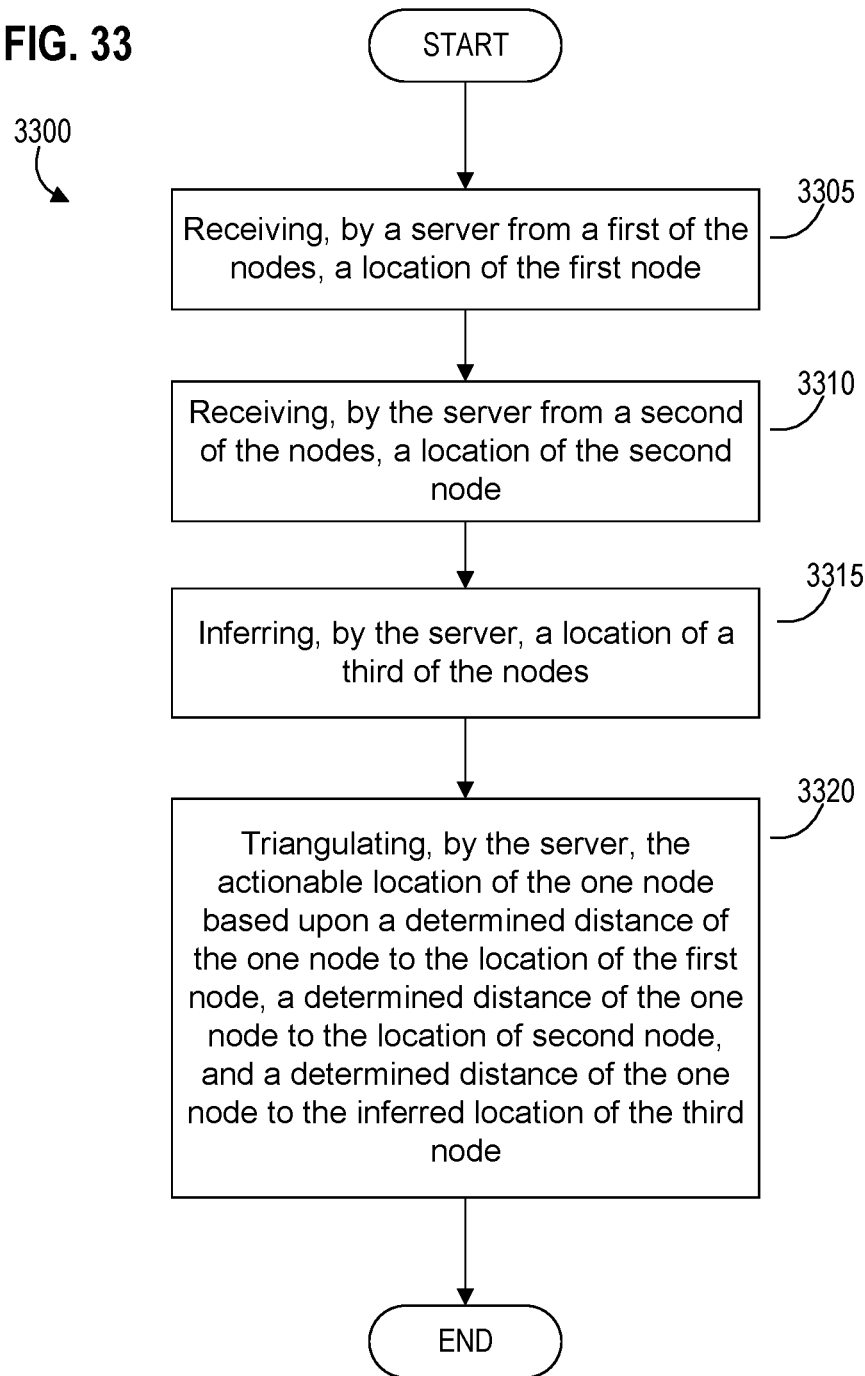 FIG. 33
START
3300
3305
Receiving, by a server from a first of the
nodes, a location of the first node
3310
Receiving, by the server from a second
of the nodes, a location of the second
node
3315
Inferring, by the server, a location of a
third of the nodes
3320
Triangulating, by the server, the
actionable location of the one node
based upon a determined distance of
the one node to the location of the first
node, a determined distance of the one
node to the location of second node,
and a determined distance of the one
node to the inferred location of the third
node
END